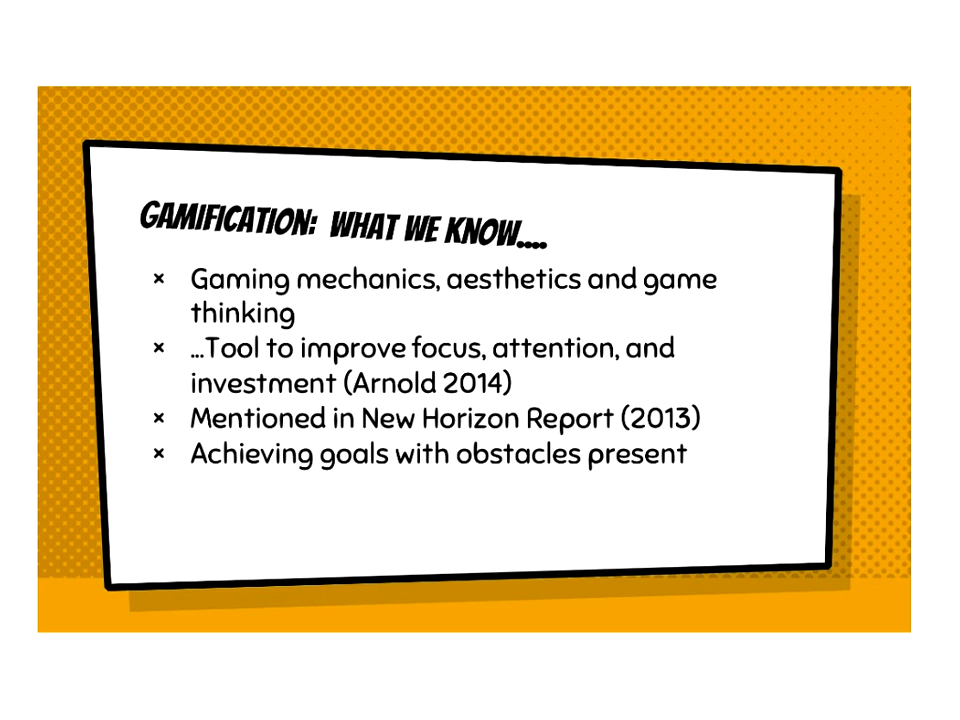 GAMIFICATION: WHAT WE KNOW....
× Gaming mechanics, aesthetics and game
thinking
× ...Tool to improve focus, attention, and
investment (Arnold 2014)
× Mentioned in New Horizon Report (2013)
× Achieving goals with obstacles present